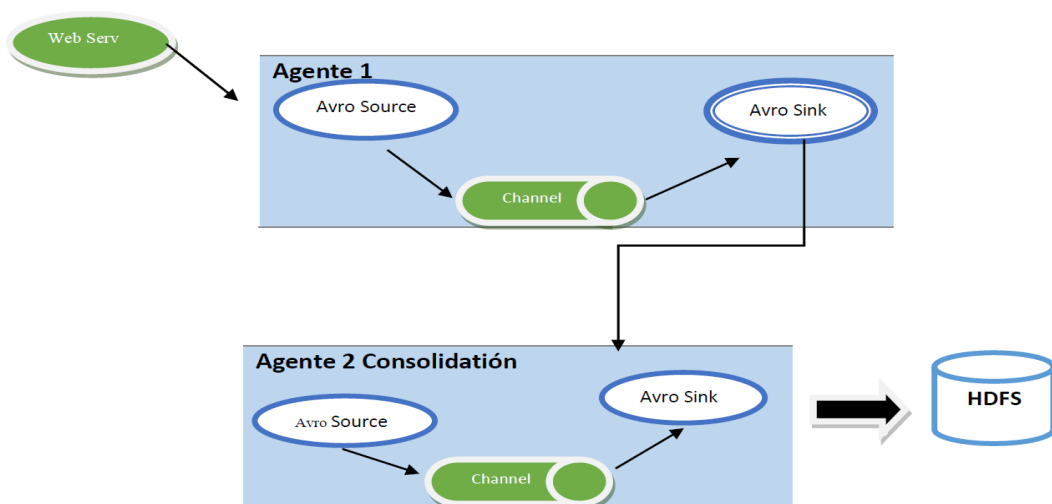 Web Serv
Agente 1
Avro Source
Avro Sink
Channel
Agente 2 Consolidatión
Avro Source
Avro Sink
Channel
HDFS